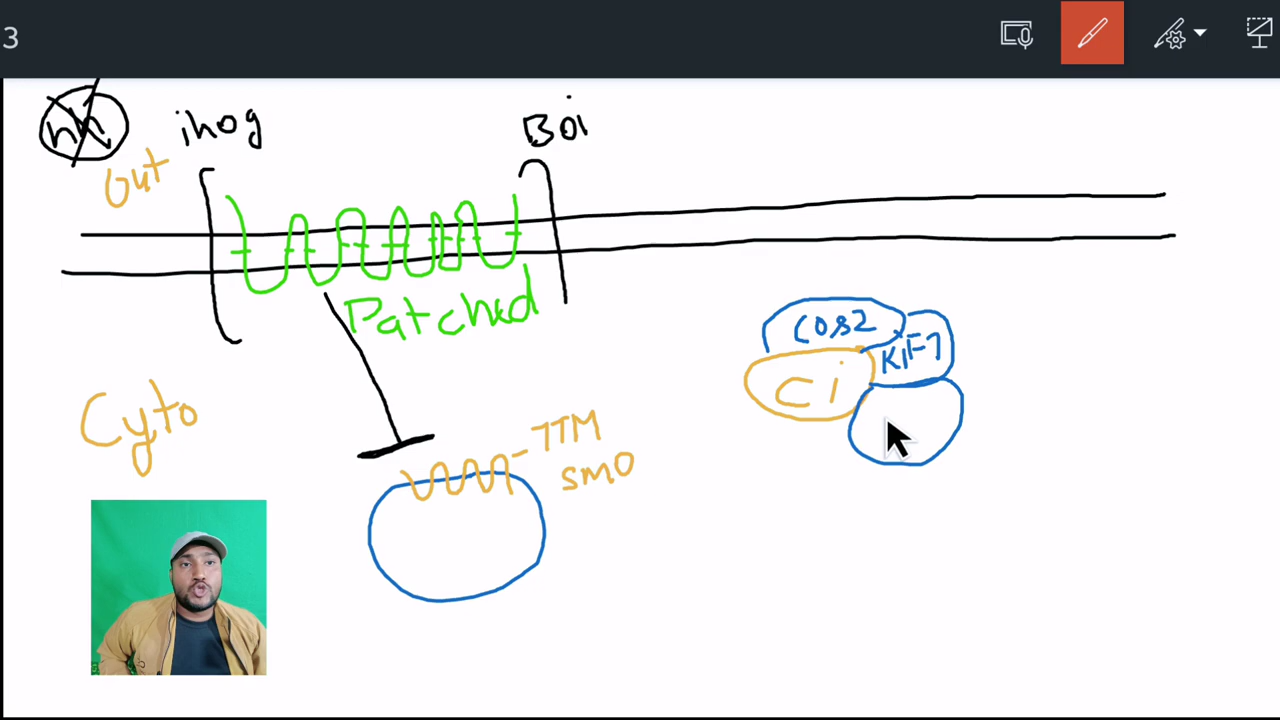 3
hh
ihog
Boi
Out
Patched
Cos2
KIF7
Ci
Cyto
7TM
SMO